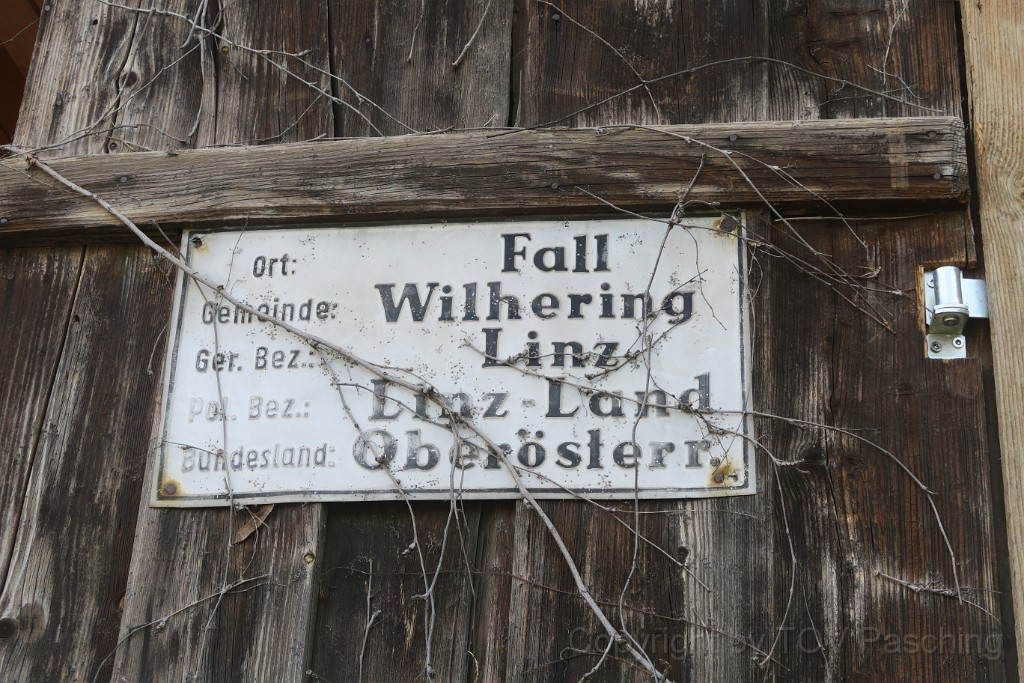 Ort: Fall
Gemeinde: Wilhering
Ger. Bez.: Linz
Pol. Bez.: Linz-Land
Bundesland: Oberösterr.
Copyright by TCV Pasching